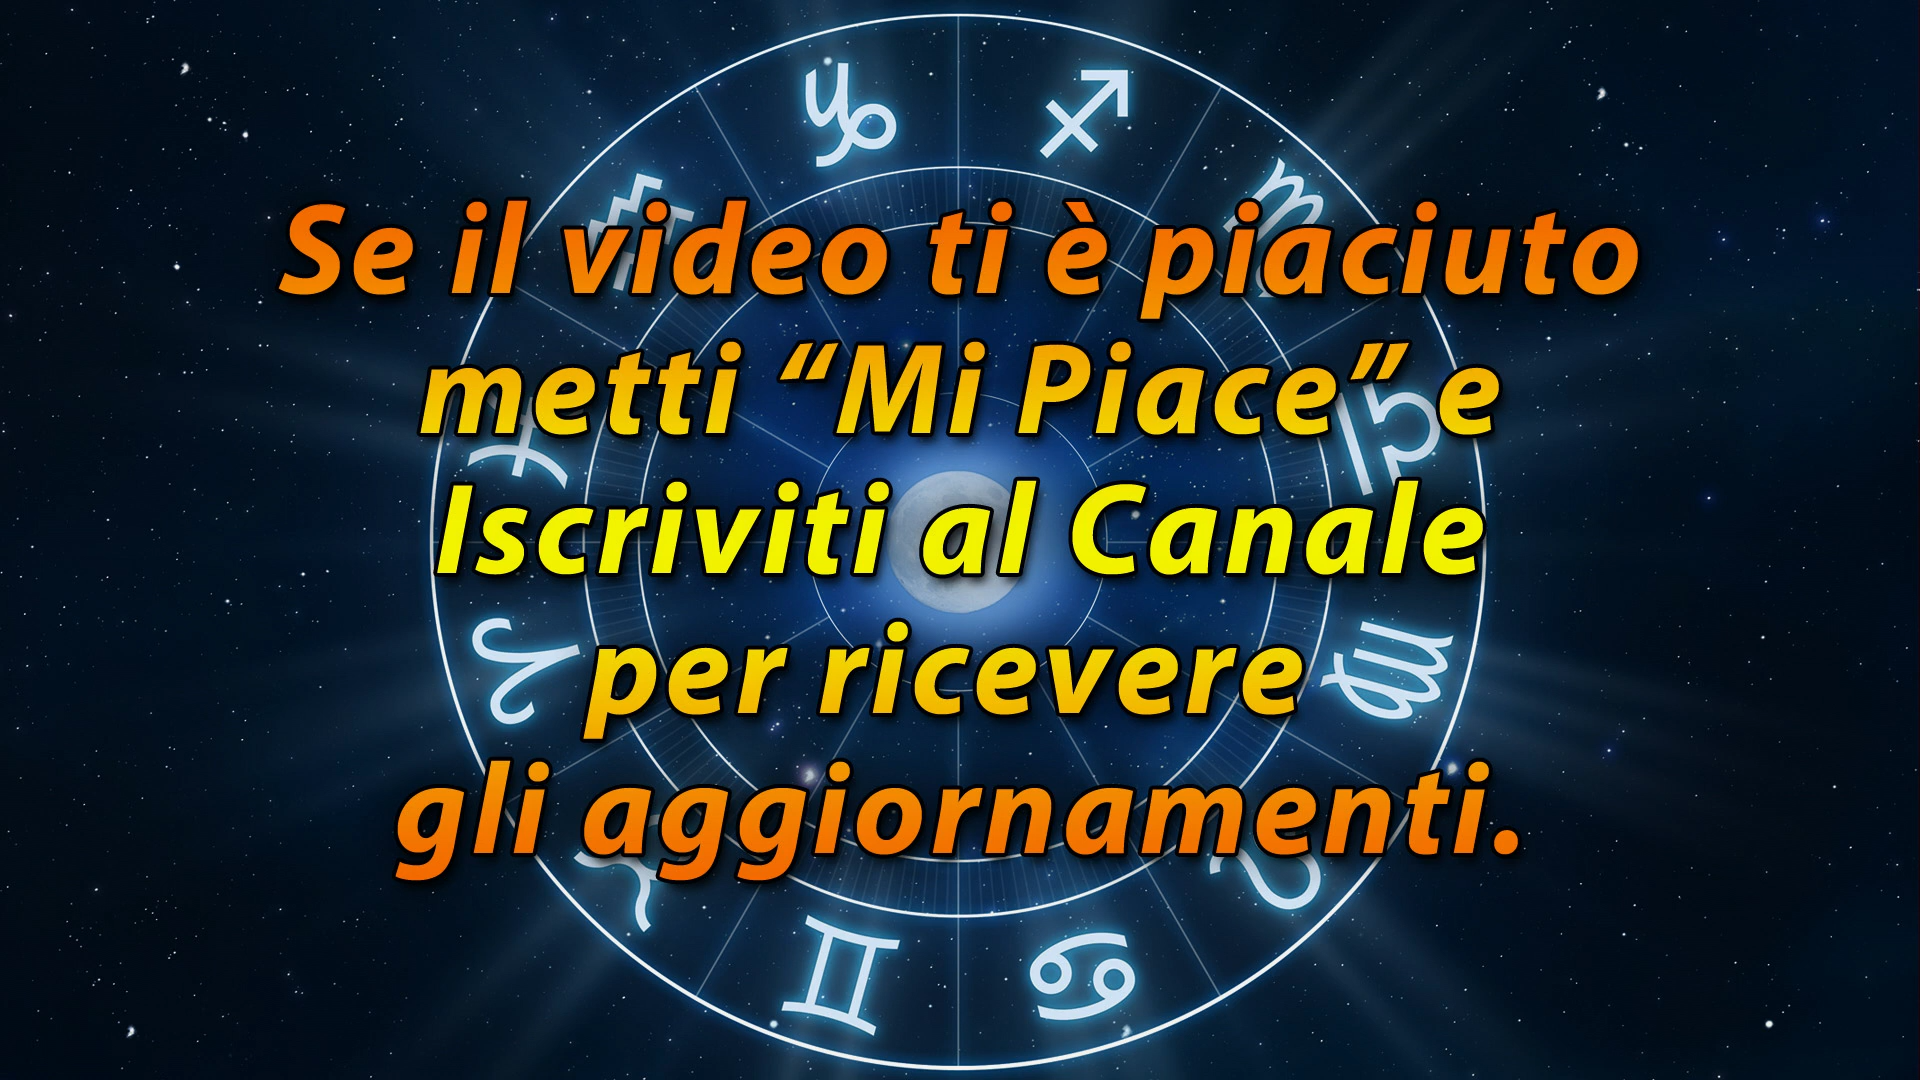 Se il video ti è piaciuto
metti “Mi Piace” e
Iscriviti al Canale
per ricevere
gli aggiornamenti.